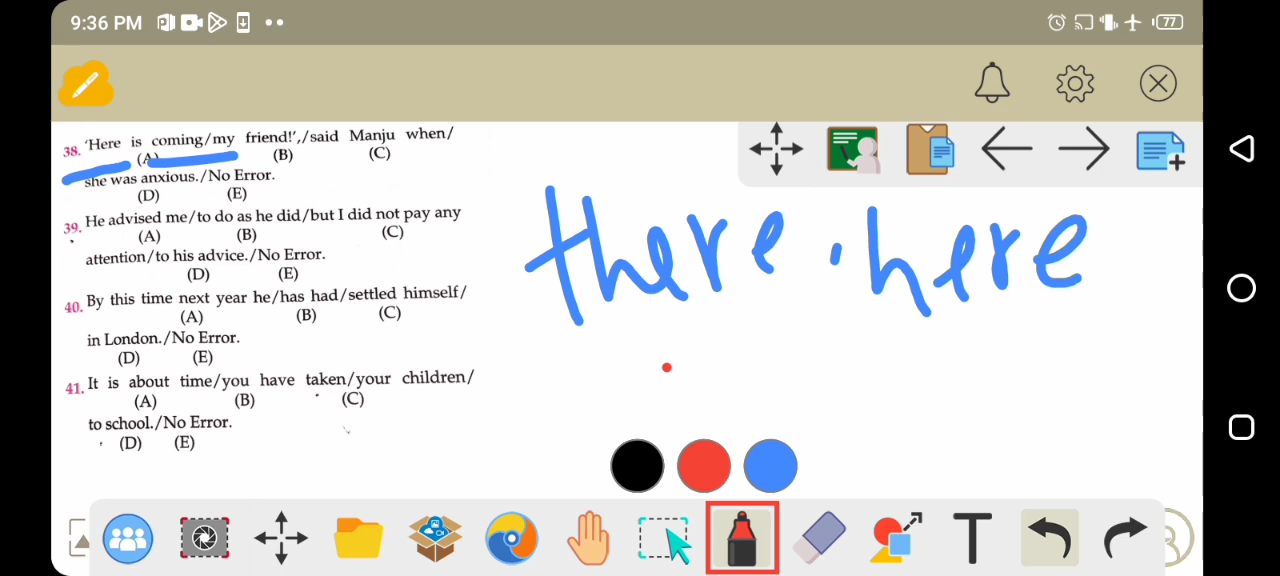 9:36 PM
77
38. 'Here is coming/my friend!',/said Manju when/
(A) (B) (C)
she was anxious./No Error.
(D) (E)
39. He advised me/to do as he did/but I did not pay any
(A) (B) (C)
attention/to his advice./No Error.
(D) (E)
40. By this time next year he/has had/settled himself/
(A) (B) (C)
in London./No Error.
(D) (E)
41. It is about time/you have taken/your children/
(A) (B) (C)
to school./No Error.
(D) (E)
there . here
T